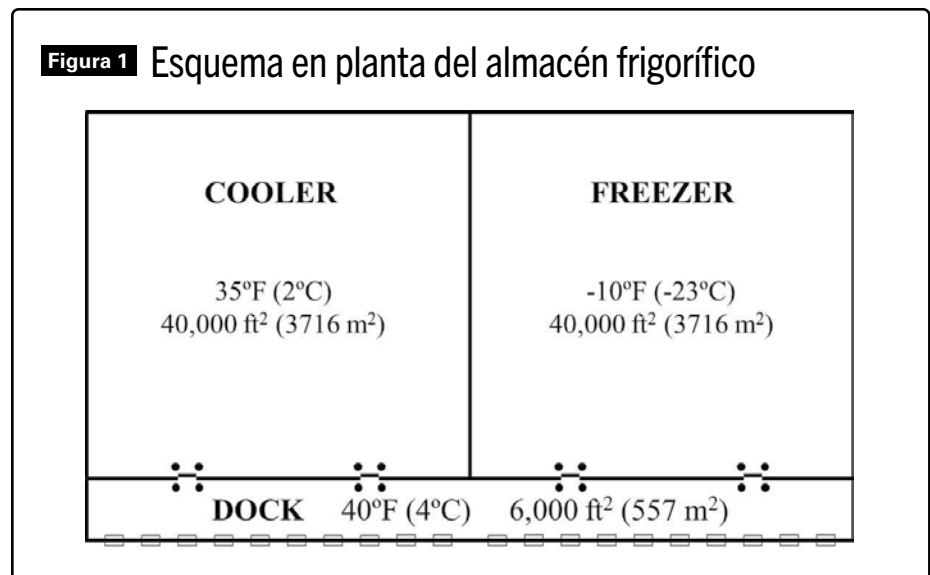 Figura 1 Esquema en planta del almacén frigorífico
COOLER
35ºF (2ºC)
40,000 ft² (3716 m²)
FREEZER
-10ºF (-23ºC)
40,000 ft² (3716 m²)
DOCK 40ºF (4ºC) 6,000 ft² (557 m²)